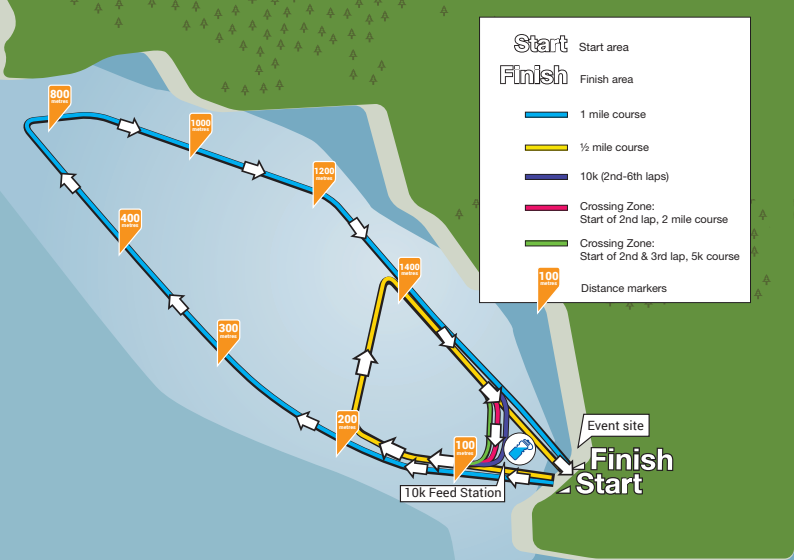 Start Start area
Finish Finish area
1 mile course
½ mile course
10k (2nd-6th laps)
Crossing Zone:
Start of 2nd lap, 2 mile course
Crossing Zone:
Start of 2nd & 3rd lap, 5k course
100
metres
Distance markers
800
metres
1000
metres
1200
metres
400
metres
1400
metres
300
metres
200
metres
100
metres
Event site
Finish
Start
10k Feed Station